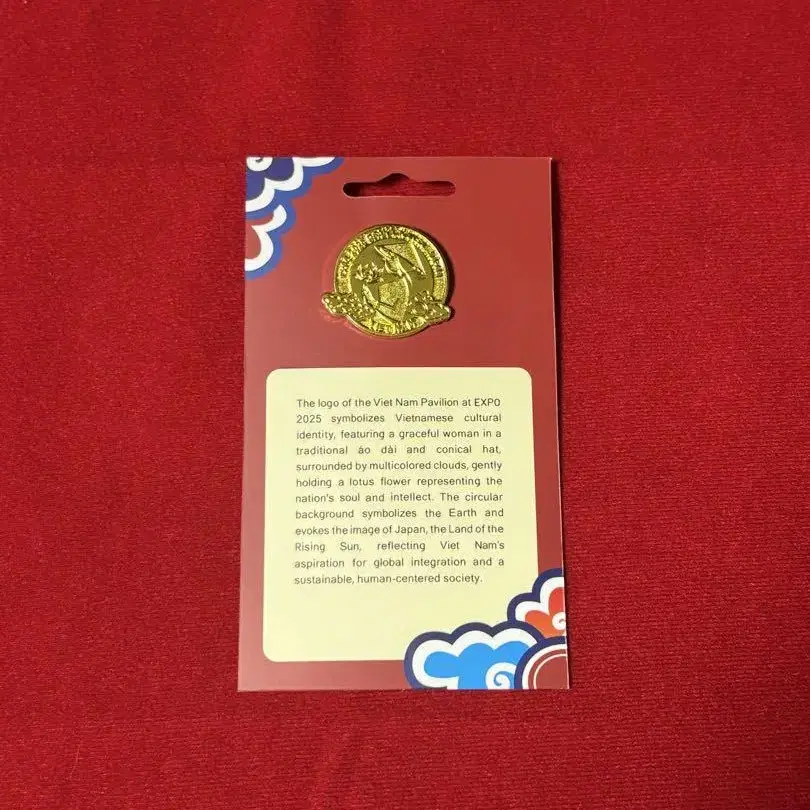 VIET NAM
The logo of the Viet Nam Pavilion at EXPO
2025 symbolizes Vietnamese cultural
identity, featuring a graceful woman in a
traditional áo dài and conical hat,
surrounded by multicolored clouds, gently
holding a lotus flower representing the
nation's soul and intellect. The circular
background symbolizes the Earth and
evokes the image of Japan, the Land of the
Rising Sun, reflecting Viet Nam's
aspiration for global integration and a
sustainable, human-centered society.